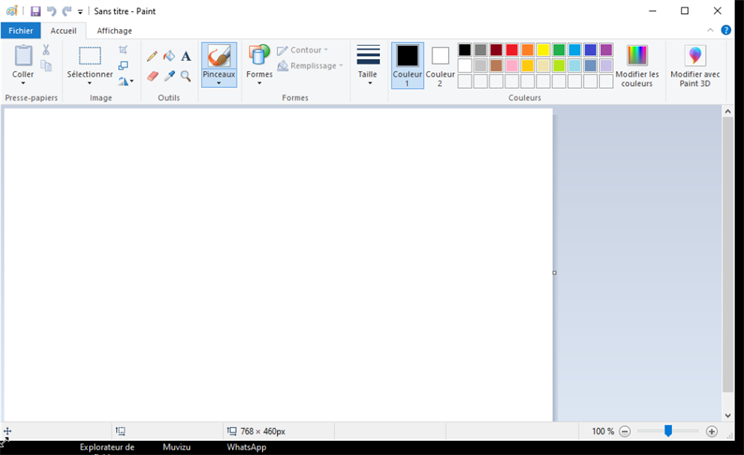 Sans titre - Paint
Fichier Accueil Affichage
Coller
Sélectionner
A
Pinceaux
Formes
Contour
Remplissage
Taille
Couleur
1
Couleur
2
Modifier les
couleurs
Modifier avec
Paint 3D
Presse-papiers Image Outils Formes Couleurs
768 × 460px 100 %
Explorateur de Muvizu WhatsApp